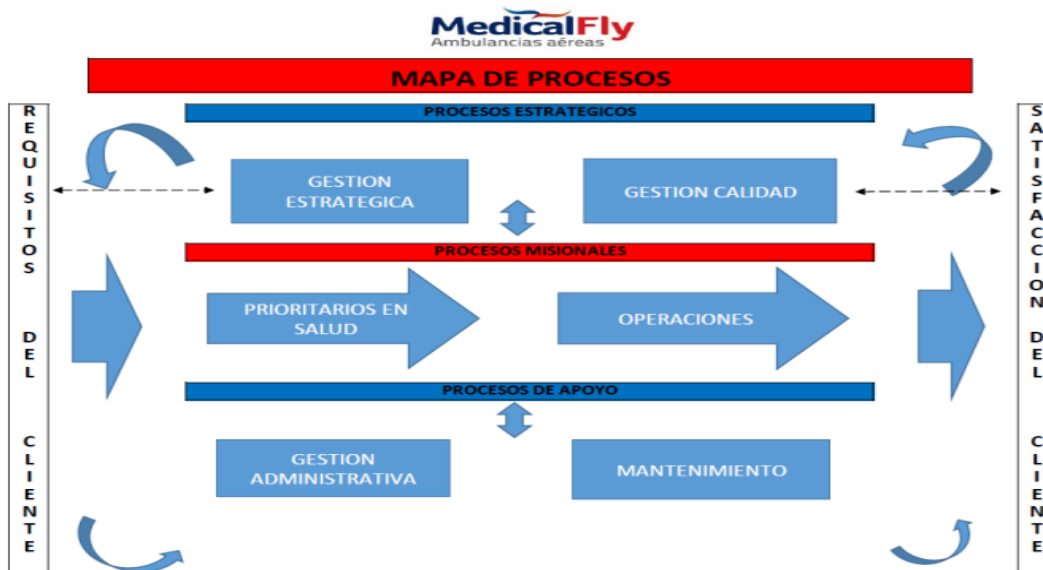 MedicalFly
Ambulancias aéreas
MAPA DE PROCESOS
REQUISITOS DEL CLIENTE
PROCESOS ESTRATEGICOS
GESTION
ESTRATEGICA
GESTION CALIDAD
PROCESOS MISIONALES
PRIORITARIOS EN
SALUD
OPERACIONES
PROCESOS DE APOYO
GESTION
ADMINISTRATIVA
MANTENIMIENTO
SATISFACCION DEL CLIENTE